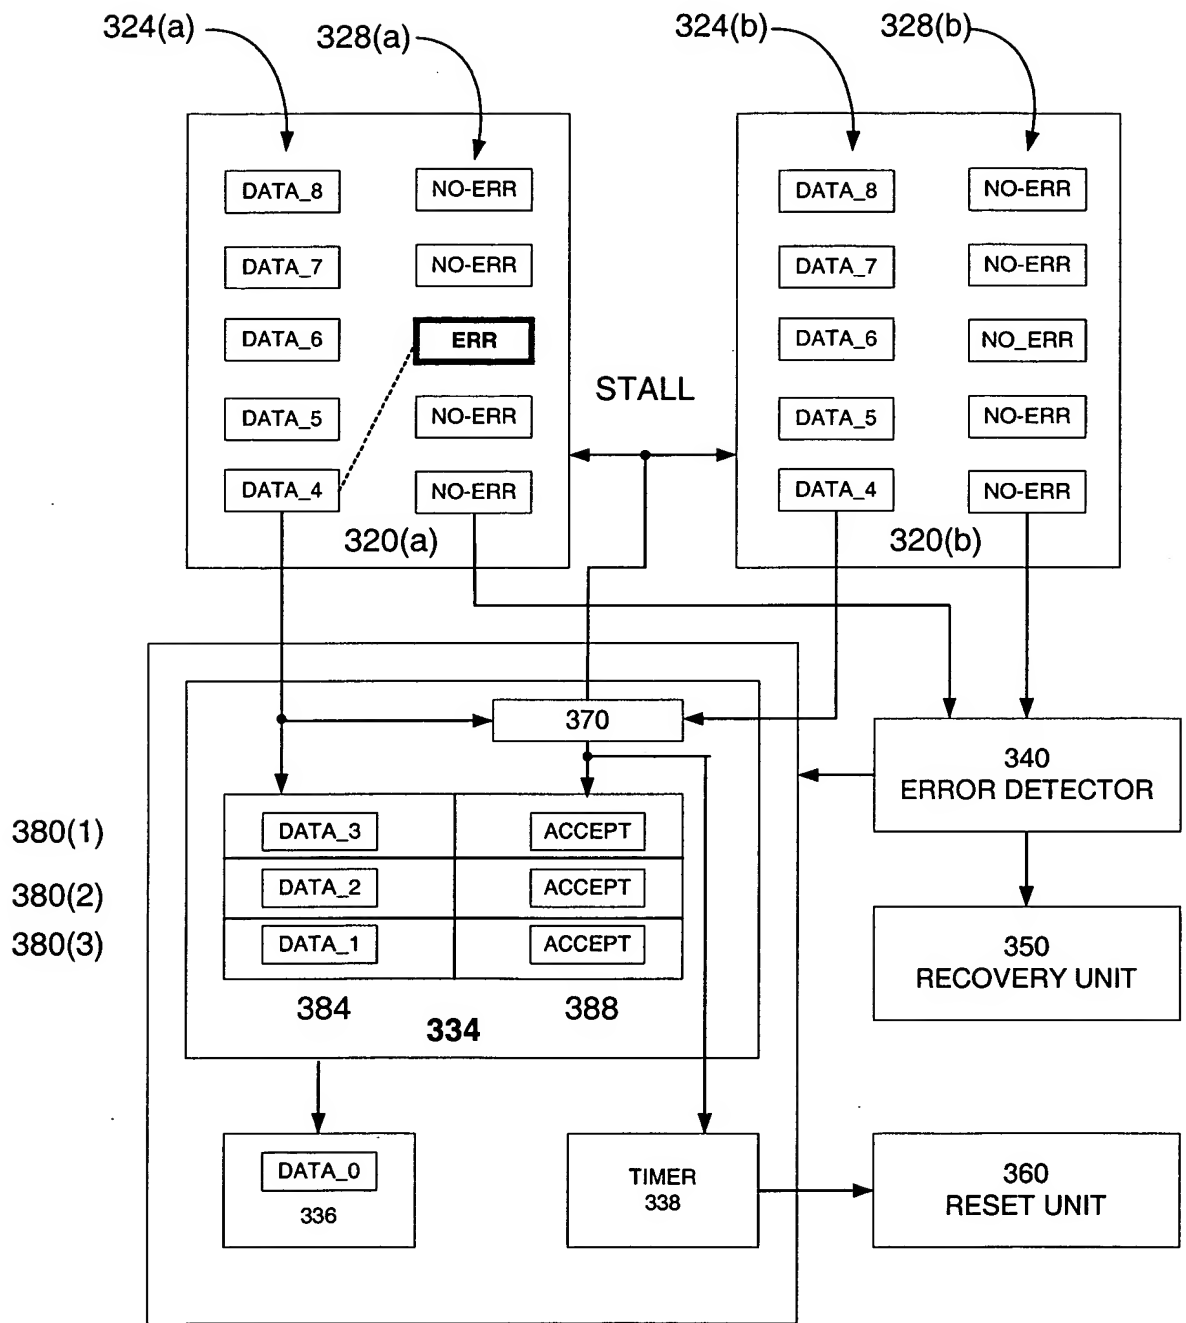 324(a)
328(a)
324(b)
328(b)
DATA_8
NO-ERR
DATA_8
NO-ERR
DATA_7
NO-ERR
DATA_7
NO-ERR
DATA_6
ERR
DATA_6
NO_ERR
STALL
DATA_5
NO-ERR
DATA_5
NO-ERR
DATA_4
NO-ERR
DATA_4
NO-ERR
320(a)
320(b)
370
340
ERROR DETECTOR
380(1)
DATA_3
ACCEPT
380(2)
DATA_2
ACCEPT
380(3)
DATA_1
ACCEPT
350
RECOVERY UNIT
384
388
334
DATA_0
336
TIMER
338
360
RESET UNIT